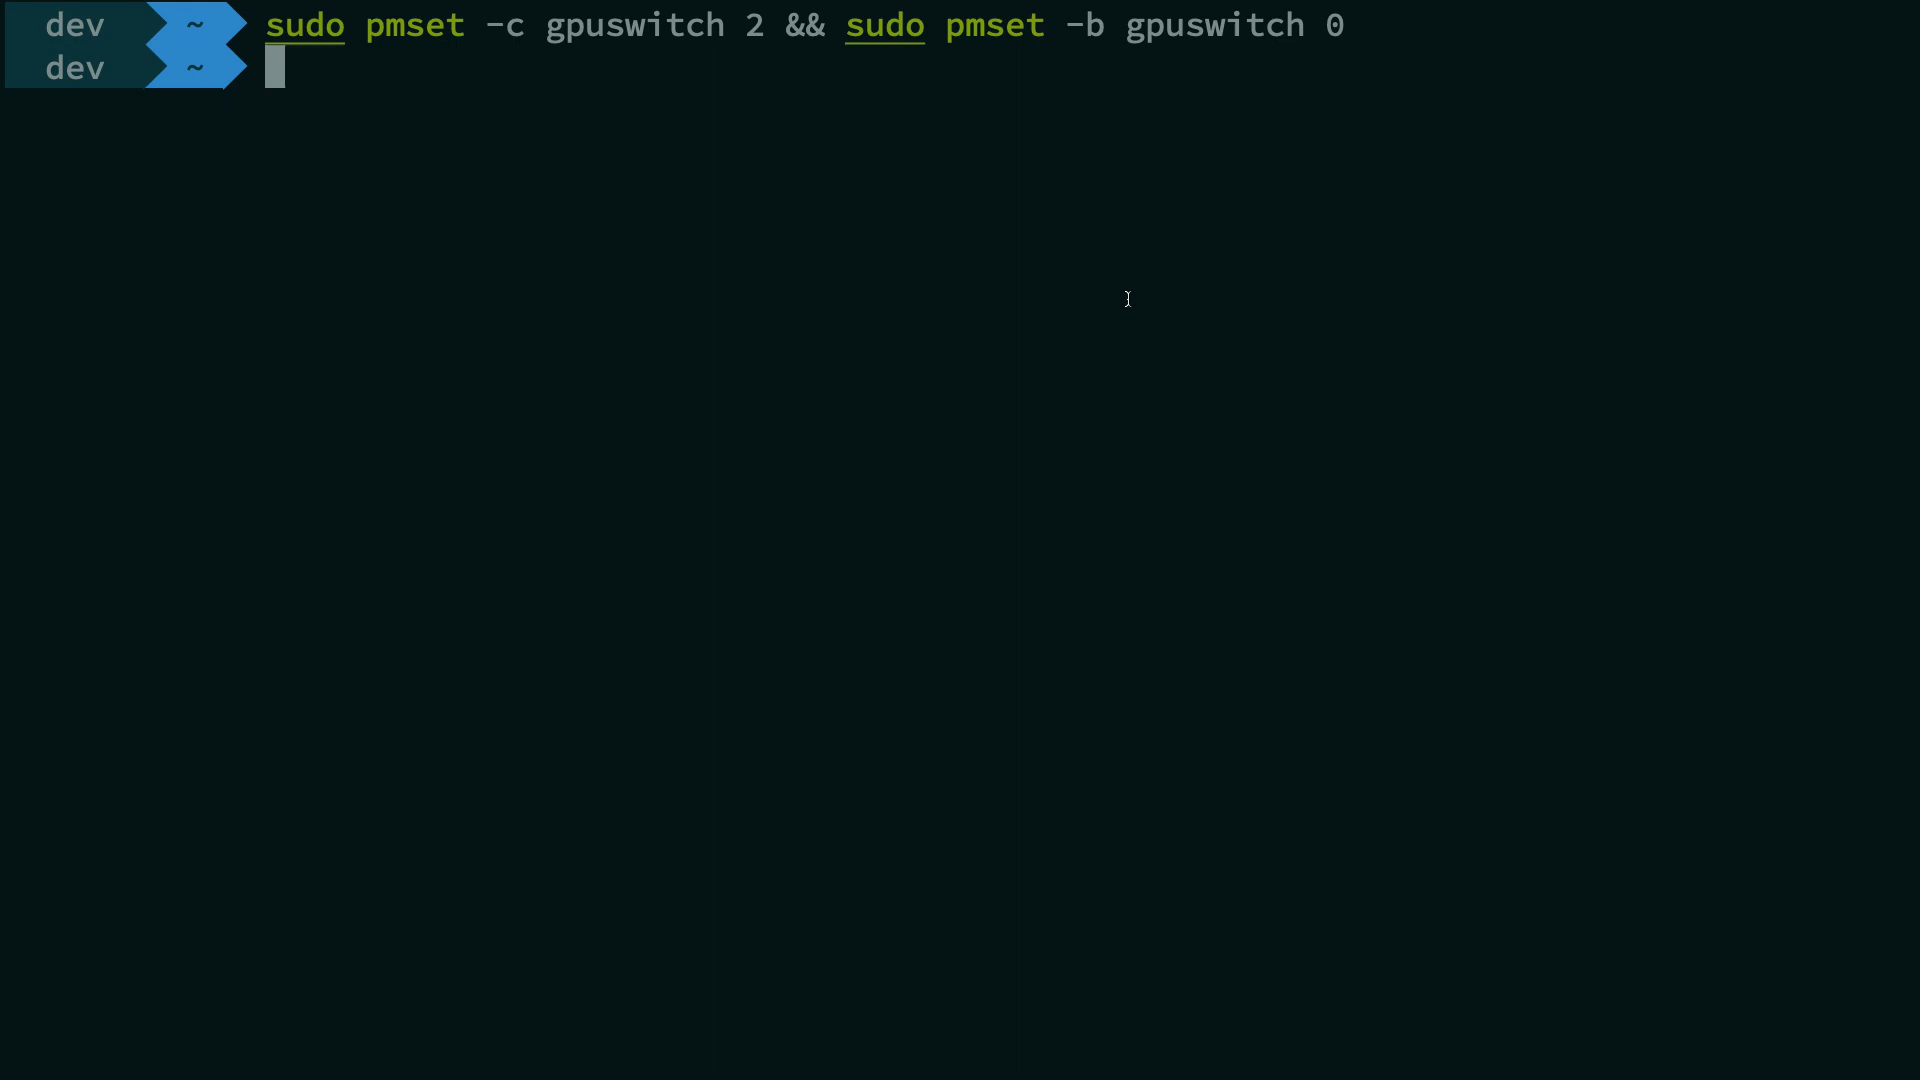 dev ~ sudo pmset -c gpuswitch 2 && sudo pmset -b gpuswitch 0
dev ~